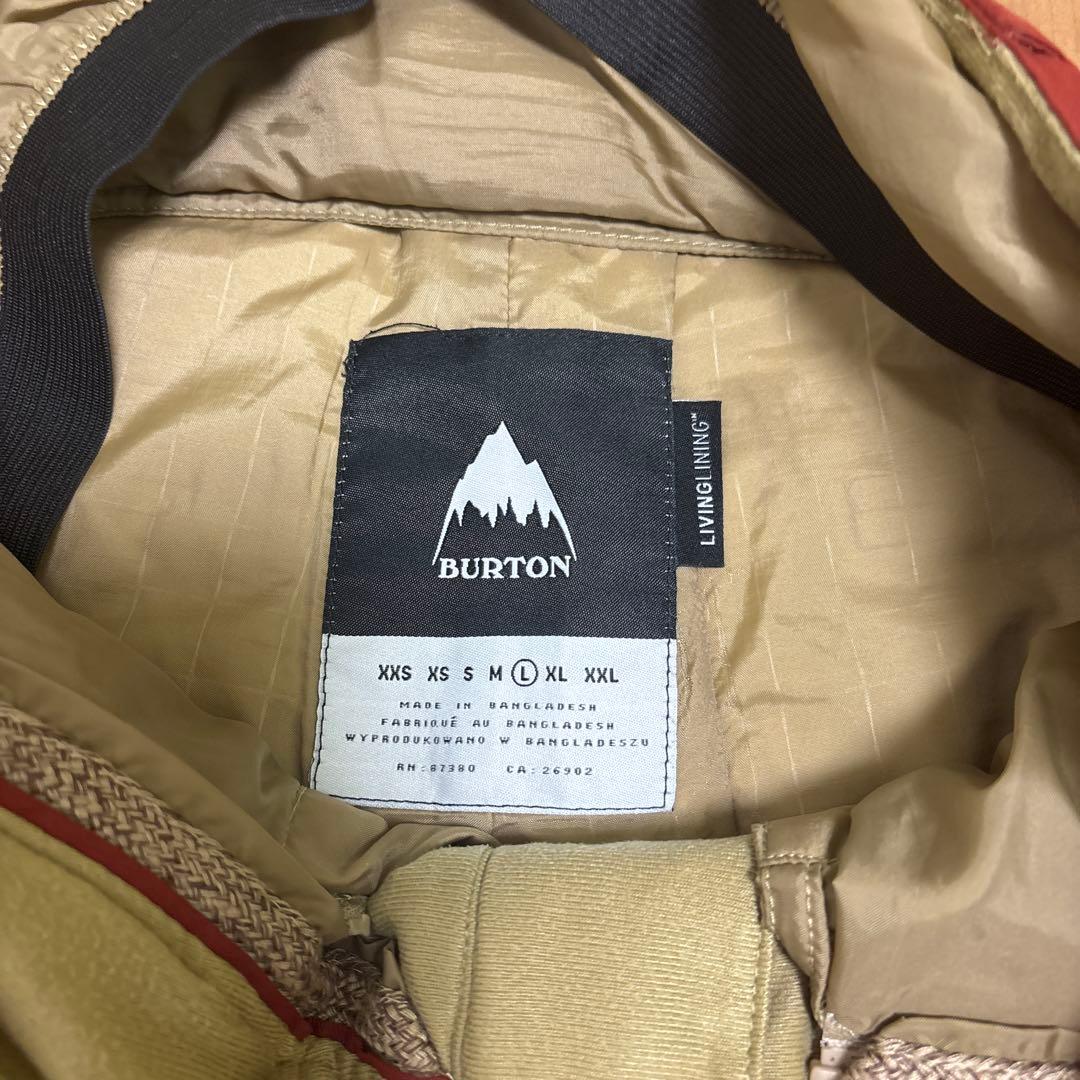 BURTON
LIVINGLINING™
XXS XS S M L XL XXL
MADE IN BANGLADESH
FABRIQUÉ AU BANGLADESH
WYPRODUKOWANO W BANGLADESZU
RN:87380 CA:26902